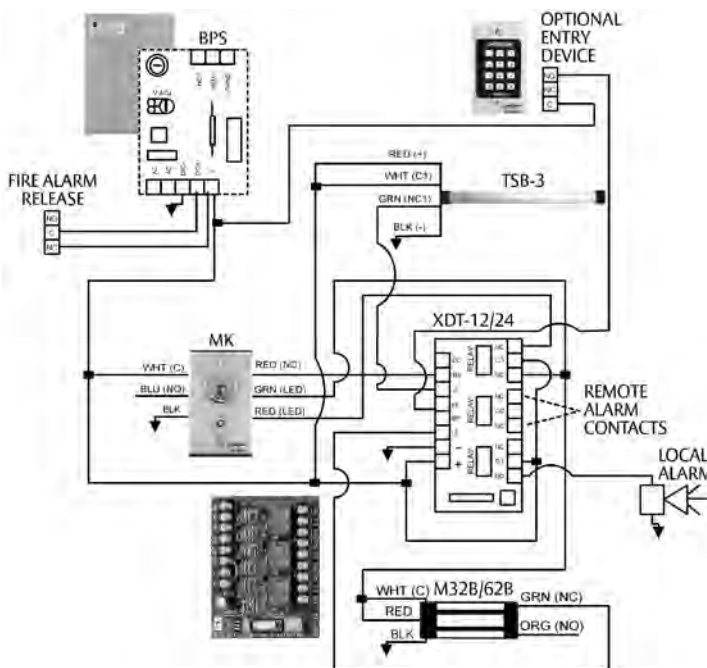 OPTIONAL
ENTRY
DEVICE
NO
NC
C
BPS
FIRE ALARM
RELEASE
NO
C
NC
RED (+)
WHT (C1)
GRN (NC1)
BLK (-)
TSB-3
XDT-12/24
RELAY
RELAY
RELAY
MK
WHT (C)
BLU (NO)
BLK
RED (NC)
GRN (LED)
RED (LED)
REMOTE
ALARM
CONTACTS
LOCAL
ALARM
M32B/62B
WHT (C)
RED
BLK
GRN (NC)
ORG (NO)